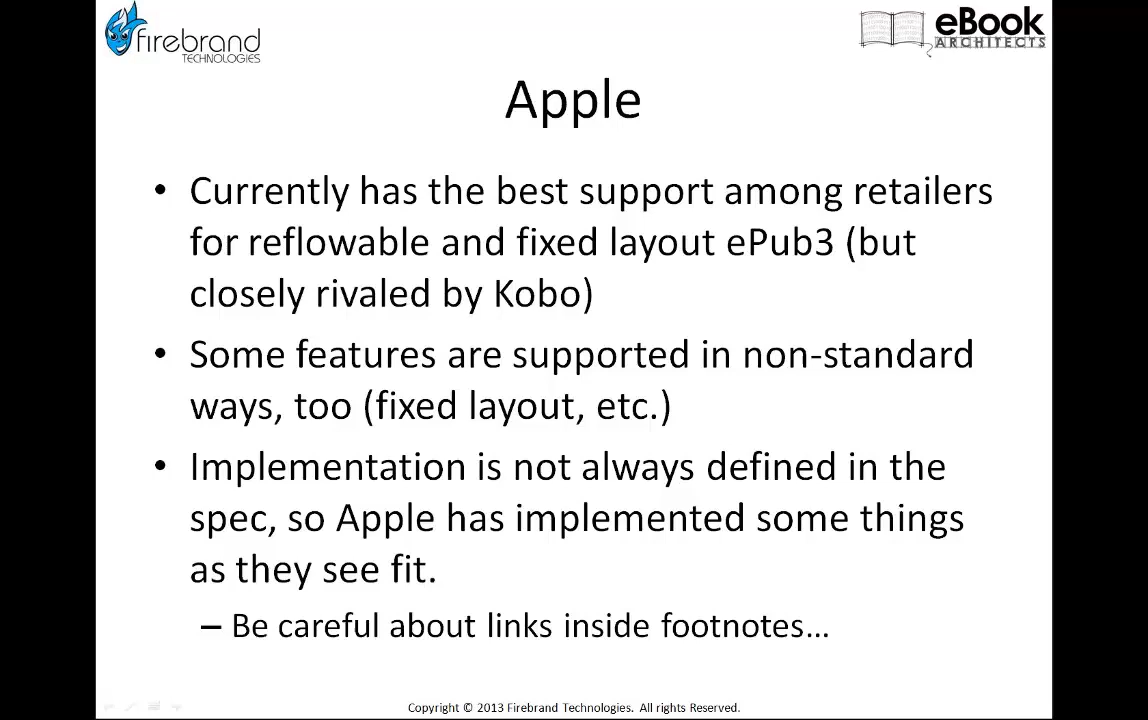 firebrand
TECHNOLOGIES
eBook
ARCHITECTS
Apple
• Currently has the best support among retailers
for reflowable and fixed layout ePub3 (but
closely rivaled by Kobo)
• Some features are supported in non-standard
ways, too (fixed layout, etc.)
• Implementation is not always defined in the
spec, so Apple has implemented some things
as they see fit.
– Be careful about links inside footnotes…
Copyright © 2013 Firebrand Technologies. All rights Reserved.